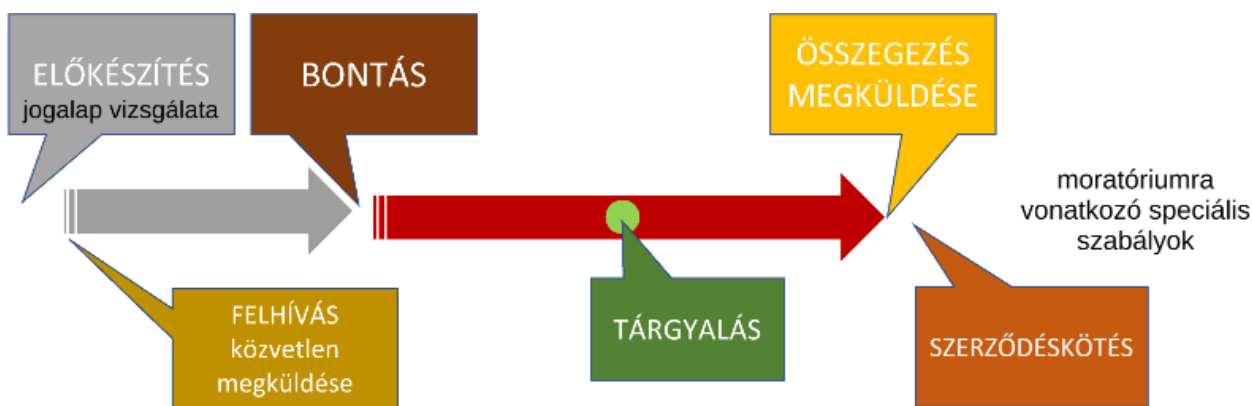 ELŐKÉSZÍTÉS
jogalap vizsgálata
BONTÁS
ÖSSZEGEZÉS
MEGKÜLDÉSE
moratóriumra
vonatkozó speciális
szabályok
FELHÍVÁS
közvetlen
megküldése
TÁRGYALÁS
SZERZŐDÉSKÖTÉS